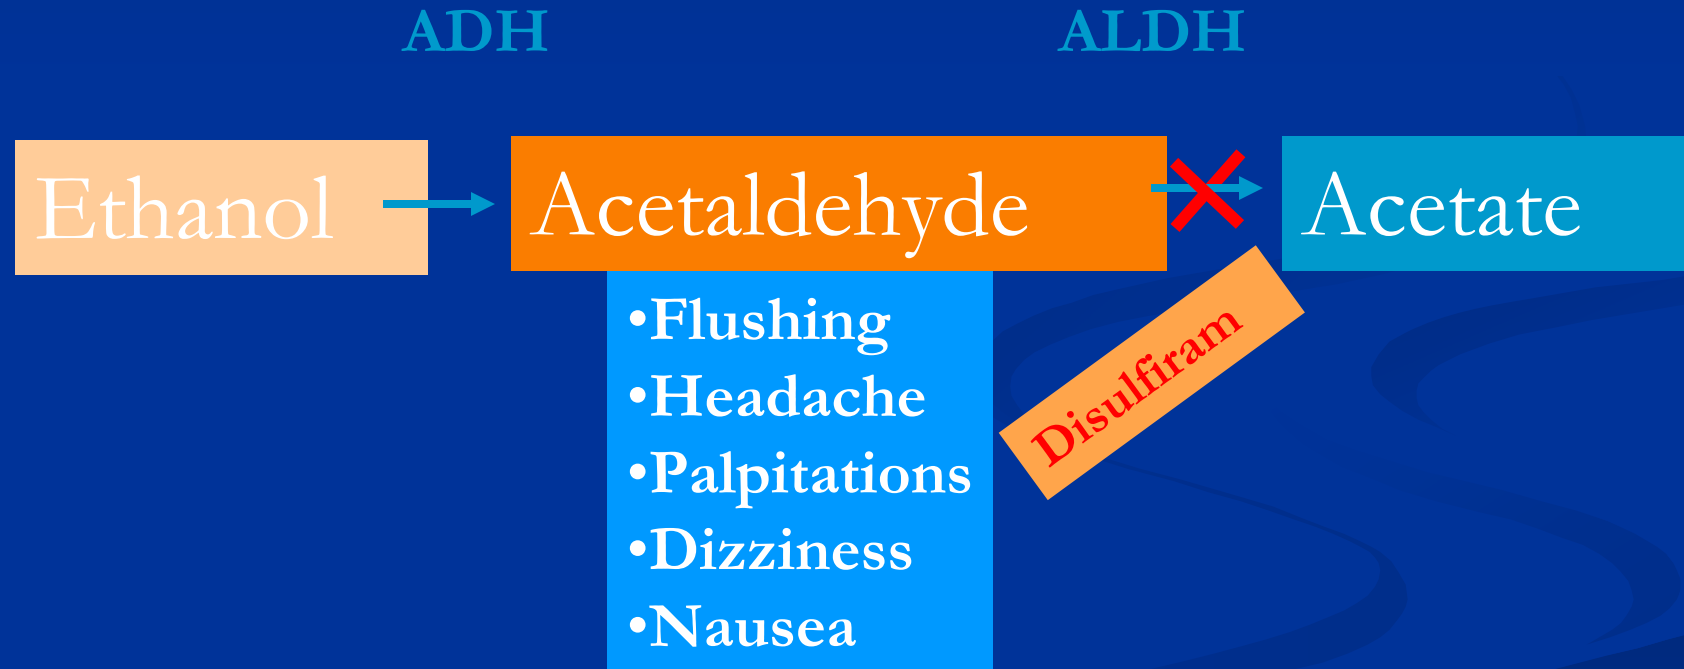 ADH
ALDH
Ethanol
Acetaldehyde
Acetate
•Flushing
•Headache
•Palpitations
•Dizziness
•Nausea
Disulfiram